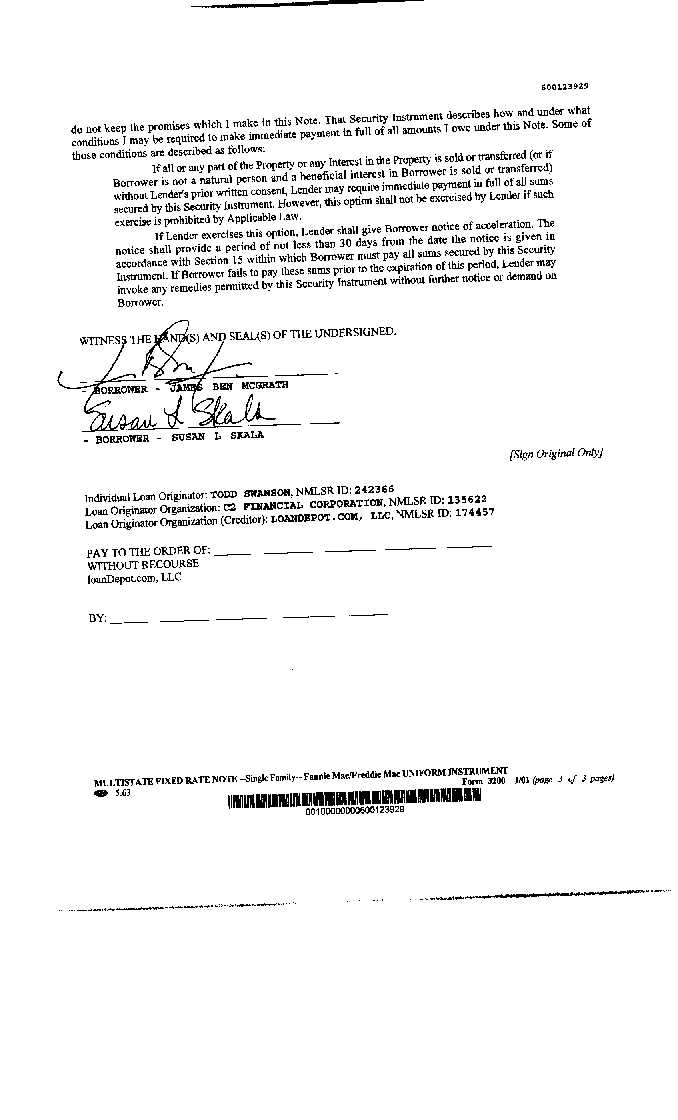 600123929
do not keep the promises which I make in this Note. That Security Instrument describes how and under what
conditions I may be required to make immediate payment in full of all amounts I owe under this Note. Some of
those conditions are described as follows:
If all or any part of the Property or any Interest in the Property is sold or transferred (or if
Borrower is not a natural person and a beneficial interest in Borrower is sold or transferred)
without Lender's prior written consent, Lender may require immediate payment in full of all sums
secured by this Security Instrument. However, this option shall not be exercised by Lender if such
exercise is prohibited by Applicable Law.
If Lender exercises this option, Lender shall give Borrower notice of acceleration. The
notice shall provide a period of not less than 30 days from the date the notice is given in
accordance with Section 15 within which Borrower must pay all sums secured by this Security
Instrument. If Borrower fails to pay these sums prior to the expiration of this period, Lender may
invoke any remedies permitted by this Security Instrument without further notice or demand on
Borrower.
WITNESS THE HAND(S) AND SEAL(S) OF THE UNDERSIGNED.
- BORROWER - JAMES BEN MCGRATH
Susan L Skala
- BORROWER - SUSAN L SKALA
[Sign Original Only]
Individual Loan Originator: TODD SWANSON, NMLSR ID: 242366
Loan Originator Organization: C2 FINANCIAL CORPORATION, NMLSR ID: 135622
Loan Originator Organization (Creditor): LOANDEPOT.COM, LLC, NMLSR ID: 174457
PAY TO THE ORDER OF:
WITHOUT RECOURSE
loanDepot.com, LLC
BY:
MULTISTATE FIXED RATE NOTE--Single Family--Fannie Mae/Freddie Mac UNIFORM INSTRUMENT
Form 3200 1/01 (page 3 of 3 pages)
5.63
00100000000600123929